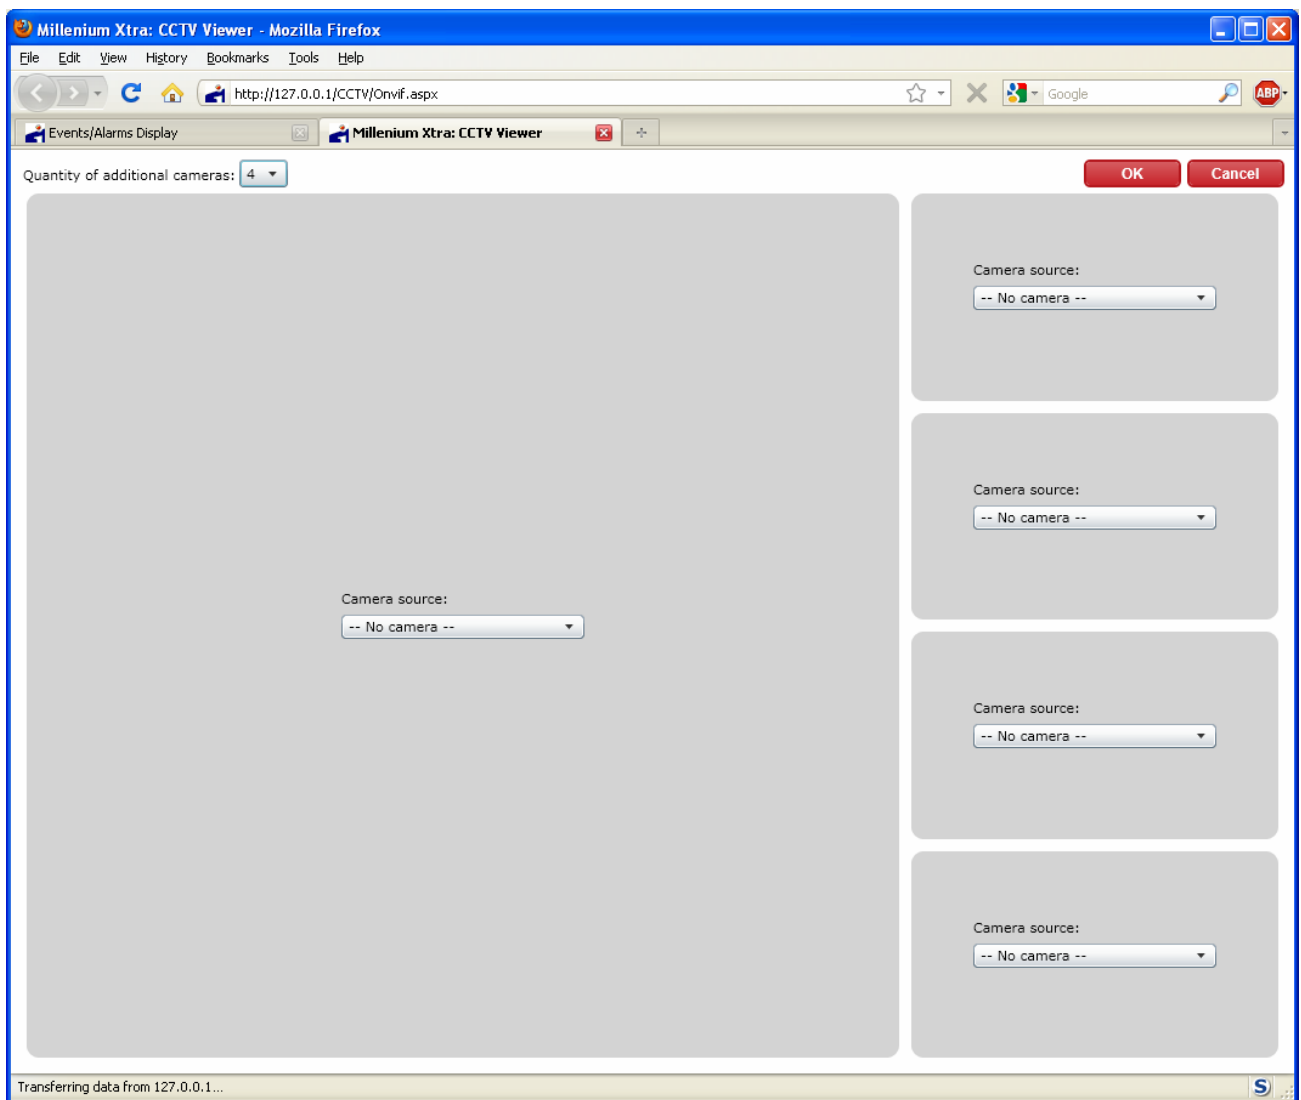 Millenium Xtra: CCTV Viewer - Mozilla Firefox
File Edit View History Bookmarks Tools Help
http://127.0.0.1/CCTV/Onvif.aspx Google ABP
Events/Alarms Display Millenium Xtra: CCTV Viewer
Quantity of additional cameras: 4 OK Cancel
Camera source:
-- No camera --
Camera source:
-- No camera --
Camera source:
-- No camera --
Camera source:
-- No camera --
Camera source:
-- No camera --
Transferring data from 127.0.0.1... S